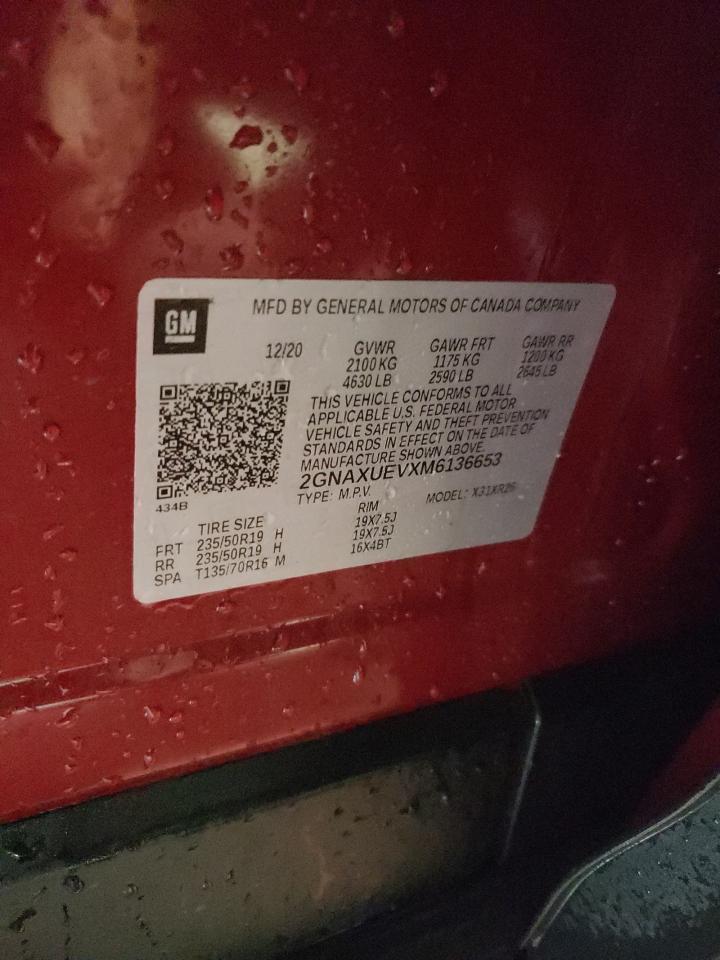 GM
MFD BY GENERAL MOTORS OF CANADA COMPANY
12/20 GVWR GAWR FRT GAWR RR
2100 KG 1175 KG 1200 KG
4630 LB 2590 LB 2645 LB
THIS VEHICLE CONFORMS TO ALL
APPLICABLE U.S. FEDERAL MOTOR
VEHICLE SAFETY AND THEFT PREVENTION
STANDARDS IN EFFECT ON THE DATE OF
MANUFACTURE SHOWN ABOVE.
2GNAXUEVXM6136653
TYPE: M.P.V. MODEL: X31XR26
434B
TIRE SIZE RIM
FRT 235/50R19 H 19X7.5J
RR 235/50R19 H 19X7.5J
SPA T135/70R16 M 16X4BT